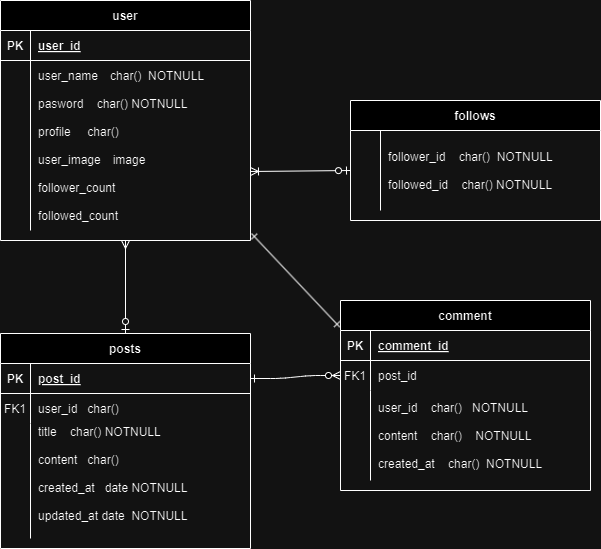 user
PK user_id
user_name char() NOTNULL
pasword char() NOTNULL
profile char()
user_image image
follower_count
followed_count
follows
follower_id char() NOTNULL
followed_id char() NOTNULL
posts
PK post_id
FK1 user_id char()
title char() NOTNULL
content char()
created_at date NOTNULL
updated_at date NOTNULL
comment
PK comment_id
FK1 post_id
user_id char() NOTNULL
content char() NOTNULL
created_at char() NOTNULL